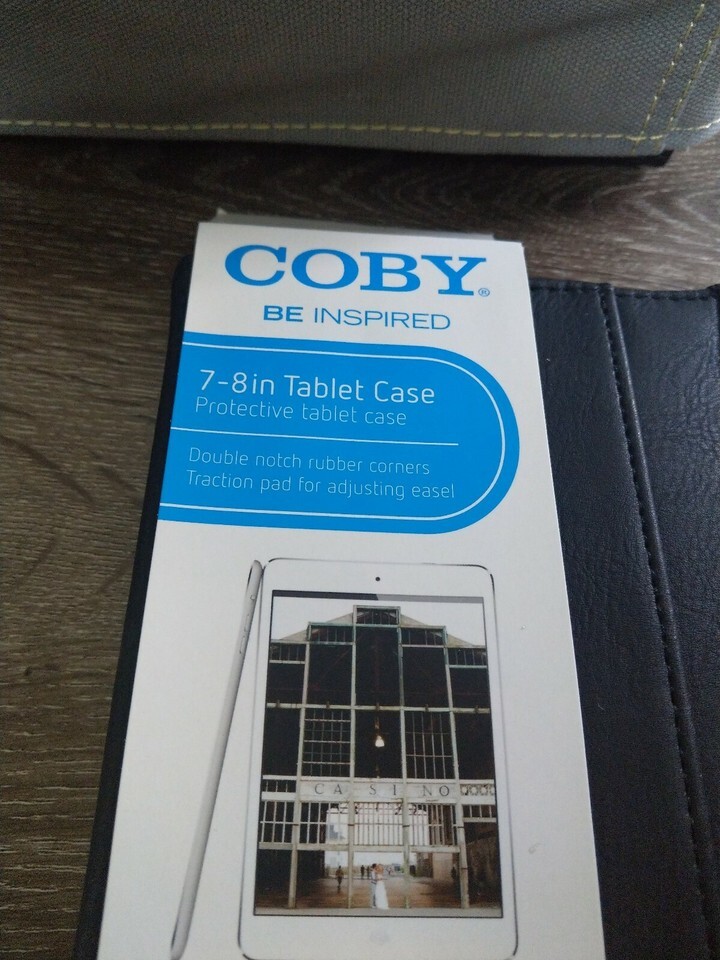 COBY®
BE INSPIRED
7-8in Tablet Case
Protective tablet case
Double notch rubber corners
Traction pad for adjusting easel
CASINO